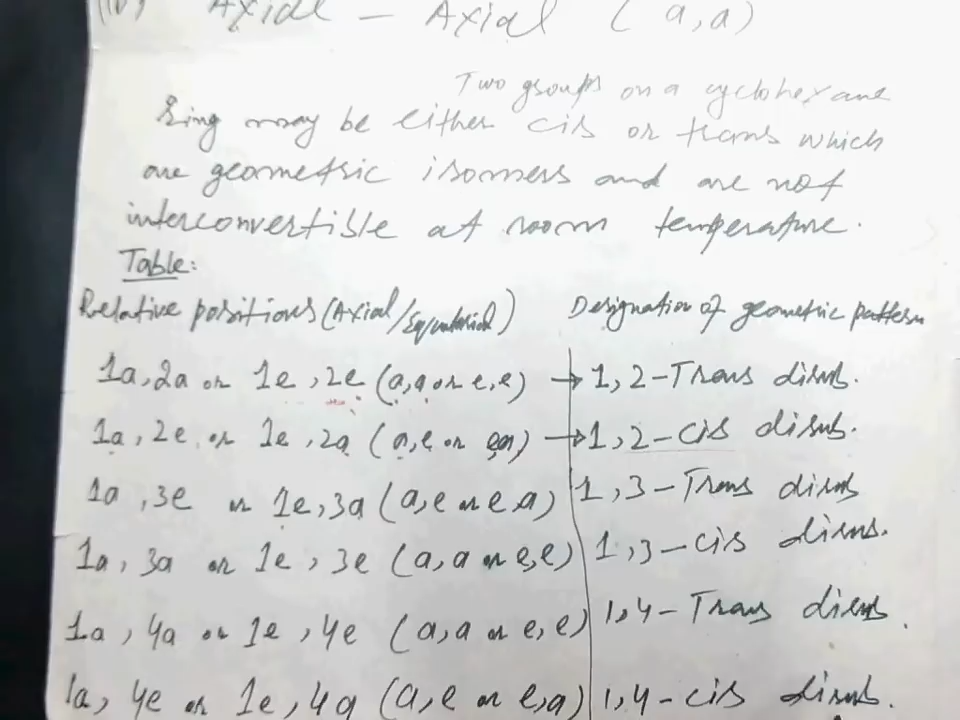 (iv) Axial - Axial (a,a)
Two groups on a cyclohexane
Ring may be either cis or trans which
are geometric isomers and are not
interconvertible at room temperature.
Table:
Relative positions (Axial/Equatorial) Designation of geometric pattern
1a,2a or 1e,2e (a,a or e,e) → 1,2-Trans disub.
1a, 2e or 1e,2a (a,e or e,a) → 1,2-cis disub.
1a,3e or 1e,3a (a,e or e,a) 1,3-Trans disub
1a, 3a or 1e, 3e (a,a or e,e) 1,3-cis disub.
1a, 4a or 1e, 4e (a,a or e,e) 1,4-Trans disub.
1a, 4e or 1e,4a (a,e or e,a) 1,4-cis disub.